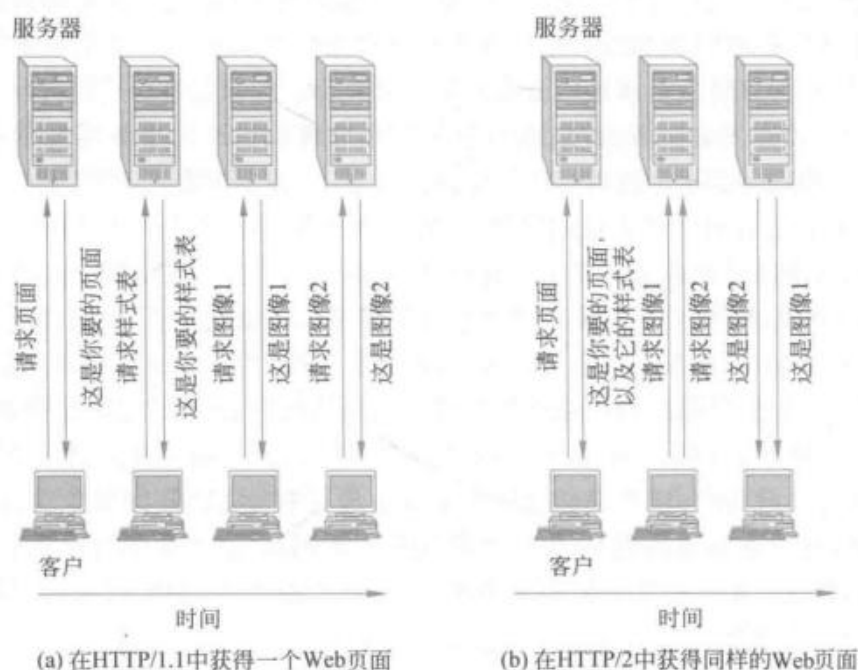 服务器
请求页面
这是你要的页面
请求样式表
这是你要的样式表
请求图像1
这是图像1
请求图像2
这是图像2
客户
时间
(a) 在HTTP/1.1中获得一个Web页面
服务器
请求页面
这是你要的页面,
以及它的样式表
请求图像1
请求图像2
这是图像2
这是图像1
客户
时间
(b) 在HTTP/2中获得同样的Web页面